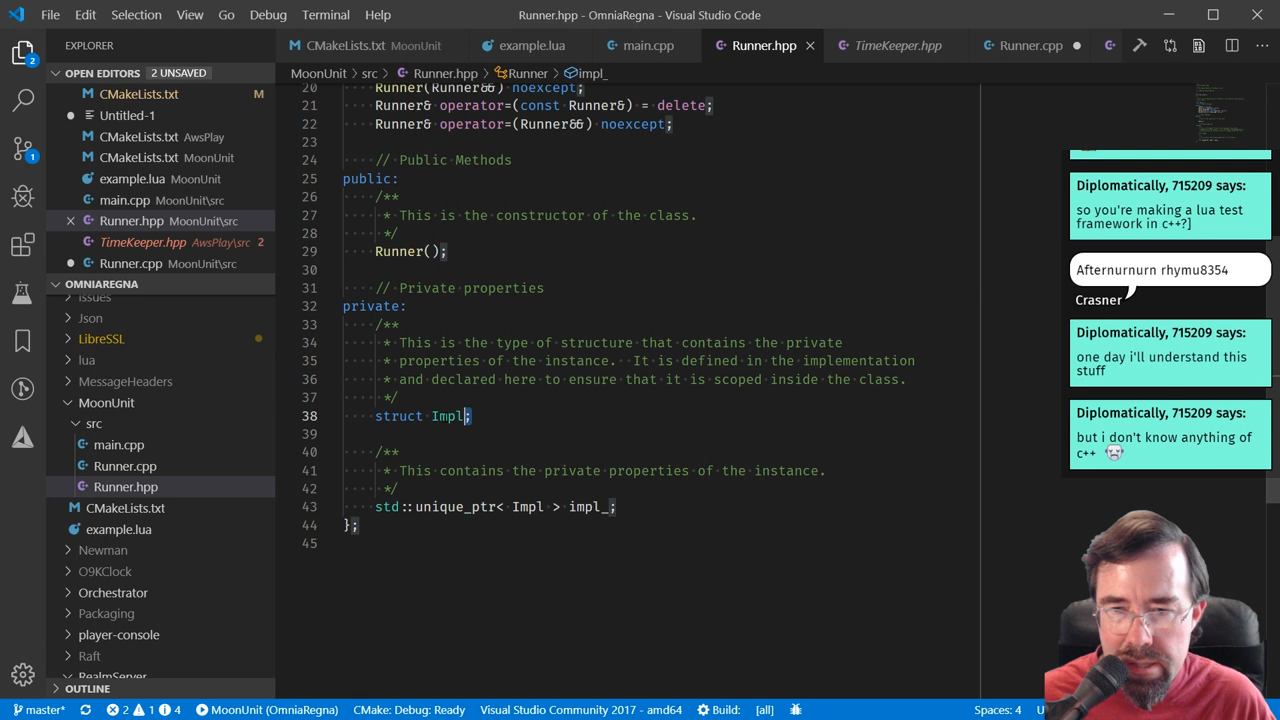 File Edit Selection View Go Debug Terminal Help Runner.hpp - OmniaRegna - Visual Studio Code
EXPLORER
CMakeLists.txt MoonUnit example.lua main.cpp Runner.hpp TimeKeeper.hpp Runner.cpp
OPEN EDITORS 2 UNSAVED
CMakeLists.txt M
Untitled-1
CMakeLists.txt AwsPlay
CMakeLists.txt MoonUnit
example.lua MoonUnit
main.cpp MoonUnit
Runner.hpp MoonUnit\src
TimeKeeper.hpp AwsPlay\src 2
Runner.cpp MoonUnit\src
OMNIAREGNA
Issues
Json
LibreSSL
lua
MessageHeaders
MoonUnit
src
main.cpp
Runner.cpp
Runner.hpp
CMakeLists.txt
example.lua
Newman
O9KClock
Orchestrator
Packaging
player-console
Raft
RealmServer
OUTLINE
2
1
MoonUnit > src > Runner.hpp > Runner > impl_
20 Runner(Runner&&) noexcept;
21 Runner& operator=(const Runner&) = delete;
22 Runner& operator=(Runner&&) noexcept;
23
24 // Public Methods
25 public:
26 /**
27 * This is the constructor of the class.
28 */
29 Runner();
30
31 // Private properties
32 private:
33 /**
34 * This is the type of structure that contains the private
35 * properties of the instance. It is defined in the implementation
36 * and declared here to ensure that it is scoped inside the class.
37 */
38 struct Impl;
39
40 /**
41 * This contains the private properties of the instance.
42 */
43 std::unique_ptr< Impl > impl_;
44 };
45
Diplomatically, 715209 says:
so you're making a lua test
framework in c++?]
Afternurnurn rhymu8354
Crasner
Diplomatically, 715209 says:
one day i'll understand this
stuff
Diplomatically, 715209 says:
but i don't know anything of
c++
master* 2 1 4 MoonUnit (OmniaRegna) CMake: Debug: Ready Visual Studio Community 2017 - amd64 Build: [all] Spaces: 4 U